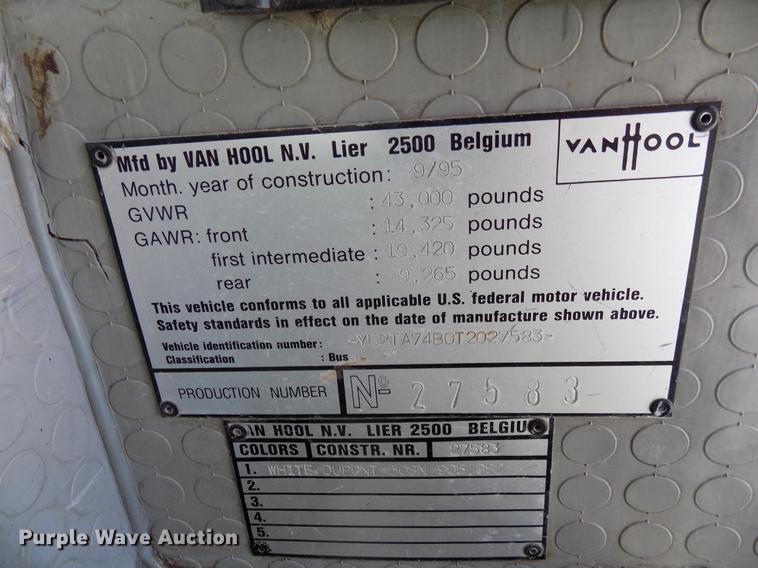 Mfd by VAN HOOL N.V. Lier 2500 Belgium
VANHOOL
Month. year of construction: 9/95
GVWR : 43,000 pounds
GAWR: front : 14,325 pounds
first intermediate : 19,420 pounds
rear : 9,265 pounds
This vehicle conforms to all applicable U.S. federal motor vehicle.
Safety standards in effect on the date of manufacture shown above.
Vehicle identification number: -YE2TA74B0T2027583-
Classification : Bus
PRODUCTION NUMBER Nº 27583-
VAN HOOL N.V. LIER 2500 BELGIUM
COLORS CONSTR. NR. 27583
1. WHITE DUPONT
2.
3.
4.
5.
Purple Wave Auction